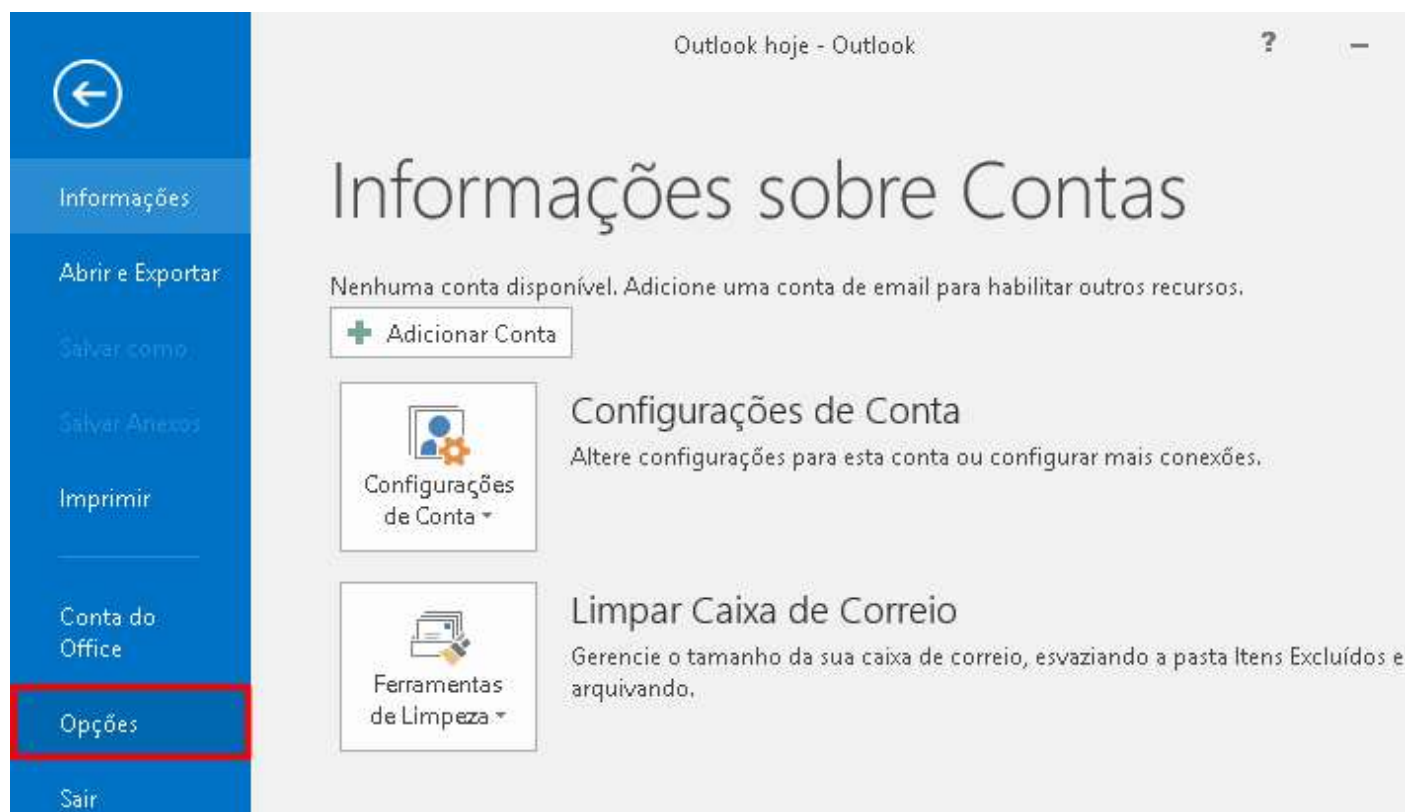 Outlook hoje - Outlook
?
Informações
Abrir e Exportar
Salvar como
Salvar Anexos
Imprimir
Conta do
Office
Opções
Sair
Informações sobre Contas
Nenhuma conta disponível. Adicione uma conta de email para habilitar outros recursos.
Adicionar Conta
Configurações
de Conta
Configurações de Conta
Altere configurações para esta conta ou configurar mais conexões.
Ferramentas
de Limpeza
Limpar Caixa de Correio
Gerencie o tamanho da sua caixa de correio, esvaziando a pasta Itens Excluídos e
arquivando.